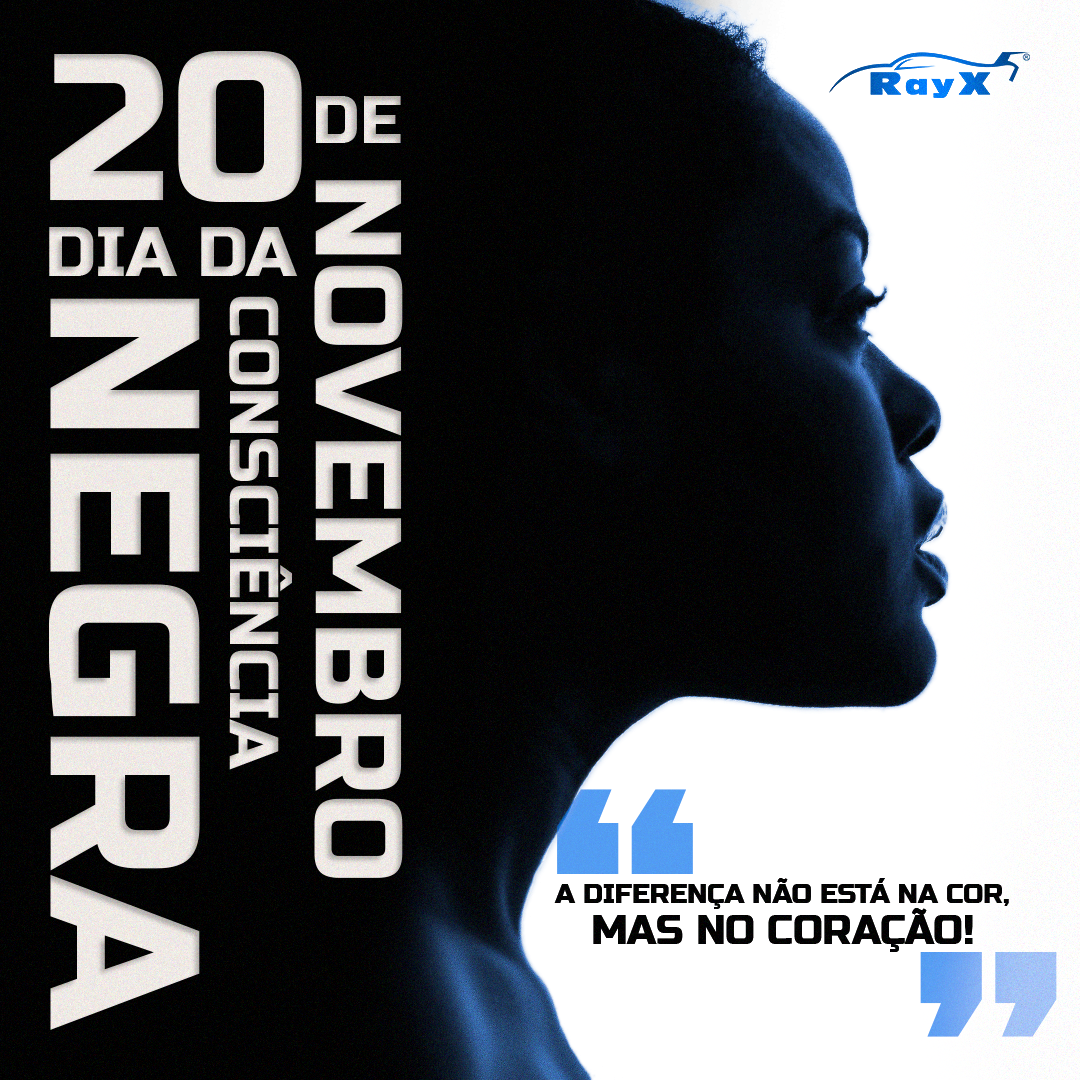 20 DE
NOVEMBRO
DIA DA
CONSCIÊNCIA
NEGRA
RayX®
A DIFERENÇA NÃO ESTÁ NA COR,
MAS NO CORAÇÃO!